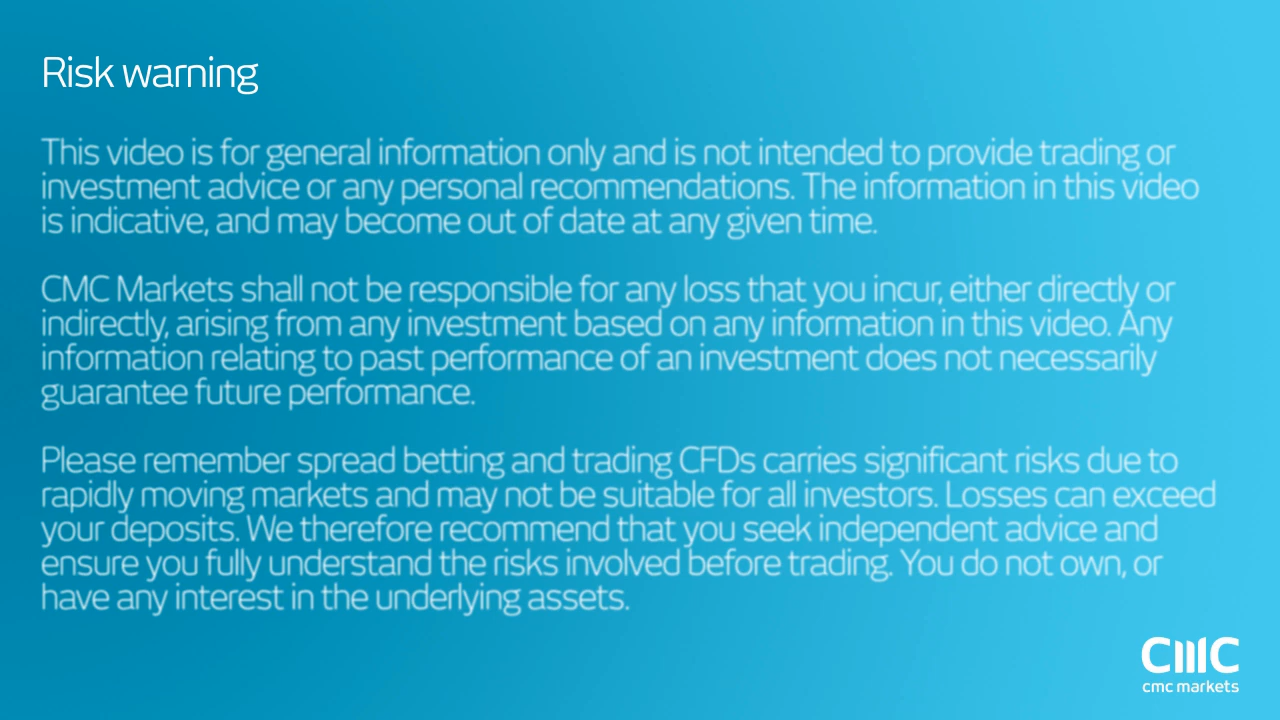 Risk warning
This video is for general information only and is not intended to provide trading or
investment advice or any personal recommendations. The information in this video
is indicative, and may become out of date at any given time.
CMC Markets shall not be responsible for any loss that you incur, either directly or
indirectly, arising from any investment based on any information in this video. Any
information relating to past performance of an investment does not necessarily
guarantee future performance.
Please remember spread betting and trading CFDs carries significant risks due to
rapidly moving markets and may not be suitable for all investors. Losses can exceed
your deposits. We therefore recommend that you seek independent advice and
ensure you fully understand the risks involved before trading. You do not own, or
have any interest in the underlying assets.
CMC
cmc markets